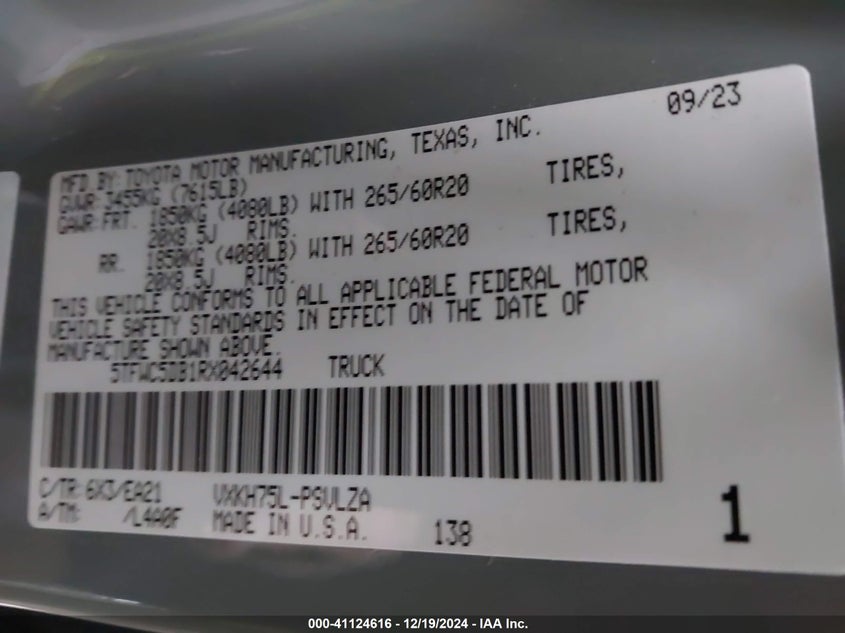 09/23
MFD. BY: TOYOTA MOTOR MANUFACTURING, TEXAS, INC.
GVWR: 3455KG (7615LB)
GAWR: FRT. 1850KG (4080LB) WITH 265/60R20 TIRES,
20X8.5J RIMS.
RR. 1850KG (4080LB) WITH 265/60R20 TIRES,
20X8.5J RIMS.
THIS VEHICLE CONFORMS TO ALL APPLICABLE FEDERAL MOTOR
VEHICLE SAFETY STANDARDS IN EFFECT ON THE DATE OF
MANUFACTURE SHOWN ABOVE.
5TFWC5DB1RX042644 TRUCK
C/TR: 6X3/EA21 VXKH75L-PSVLZA
A/TM: /L4A0F MADE IN U.S.A. 138
1
000-41124616 - 12/19/2024 - IAA Inc.